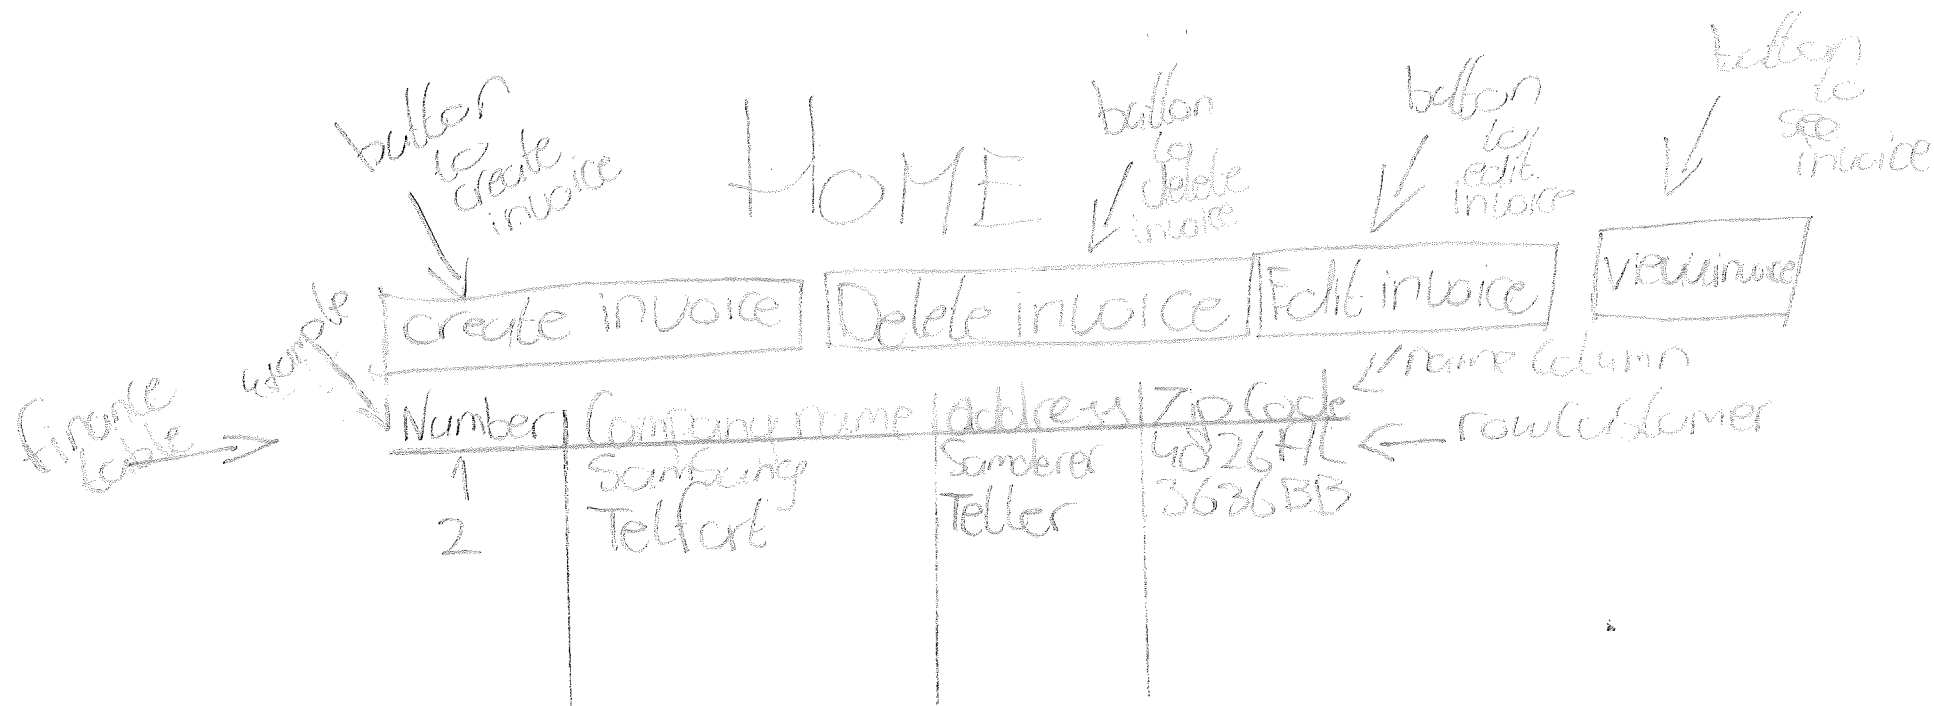 button
to
create
invoice
HOME
button
to
delete
invoice
button
to
edit
invoice
button
to
see
invoice
create invoice
Delete invoice
Edit invoice
view invoice
example
Finance
table
name column
row customer
Number Company name address Zip Code
1 Samsung 4026HL
2 Telfort Teller 3636BB